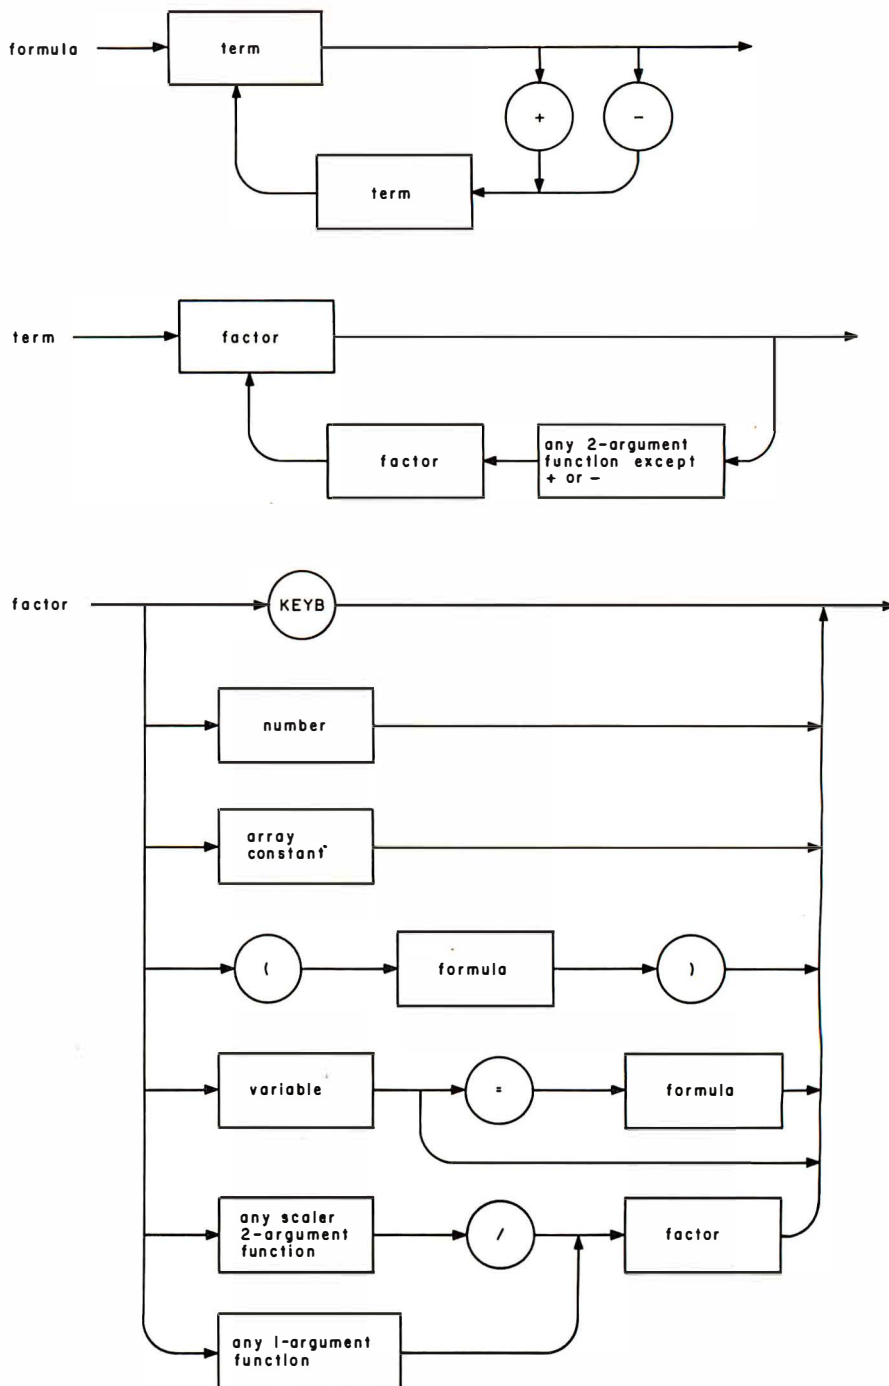 formula
term
+
-
term
term
factor
factor
any 2-argument
function except
+ or -
factor
KEYB
number
array
constant
(
formula
)
variable
=
formula
any scaler
2-argument
function
/
factor
any 1-argument
function